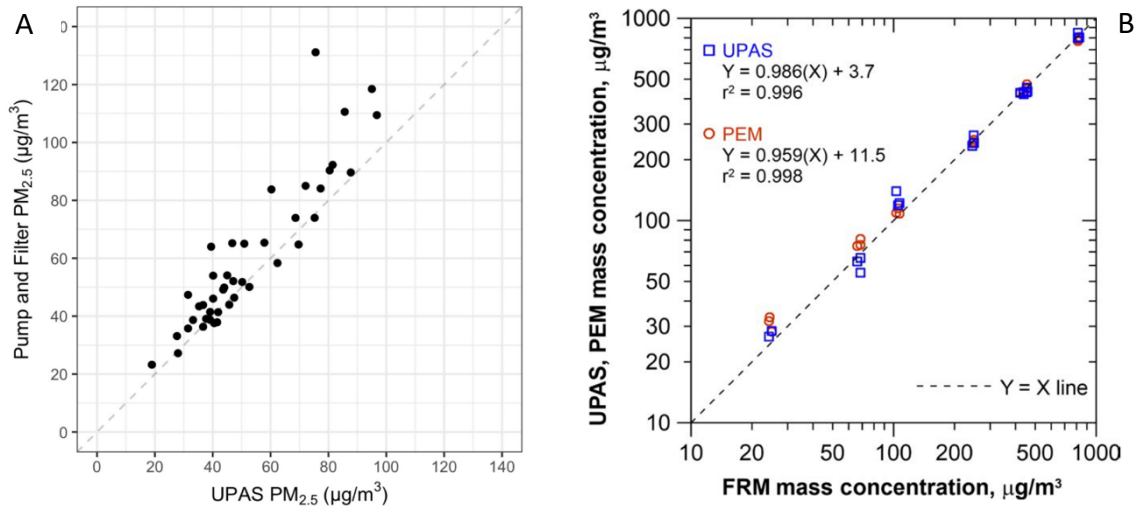 A
Pump and Filter PM2.5 (µg/m3)
)
120
100
80
60
40
20
0
0 20 40 60 80 100 120 140
UPAS PM2.5 (µg/m3)
B
UPAS, PEM mass concentration, µg/m3
1000
500
300
200
100
50
30
20
10
UPAS
Y = 0.986(X) + 3.7
r2 = 0.996
PEM
Y = 0.959(X) + 11.5
r2 = 0.998
Y = X line
10 20 30 50 100 200 300 500 1000
FRM mass concentration, µg/m3